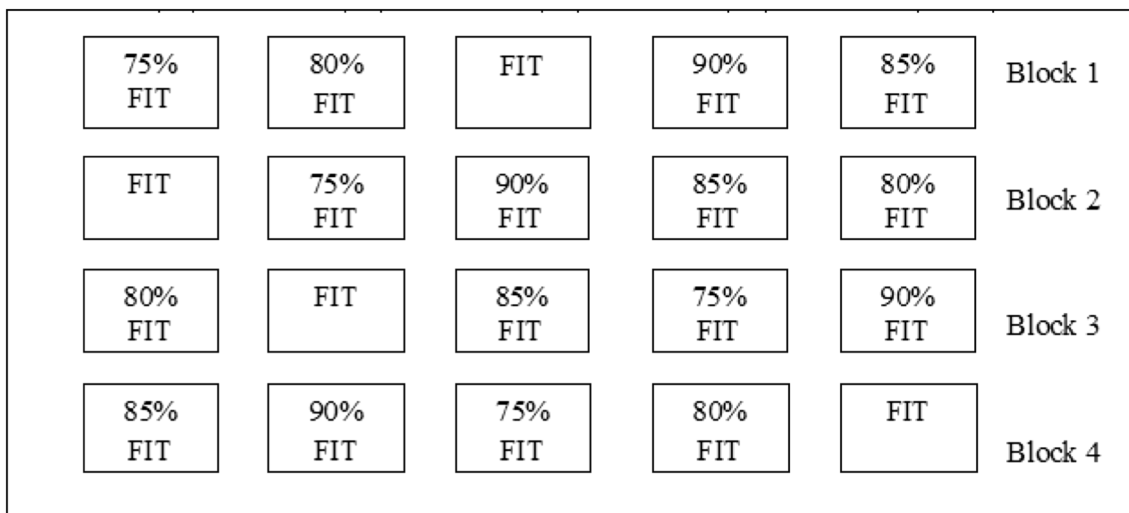 75% 80% FIT 90% 85% Block 1
FIT FIT FIT FIT
FIT 75% 90% 85% 80% Block 2
FIT FIT FIT FIT
80% FIT 85% 75% 90% Block 3
FIT FIT FIT FIT
85% 90% 75% 80% FIT
FIT FIT FIT FIT Block 4